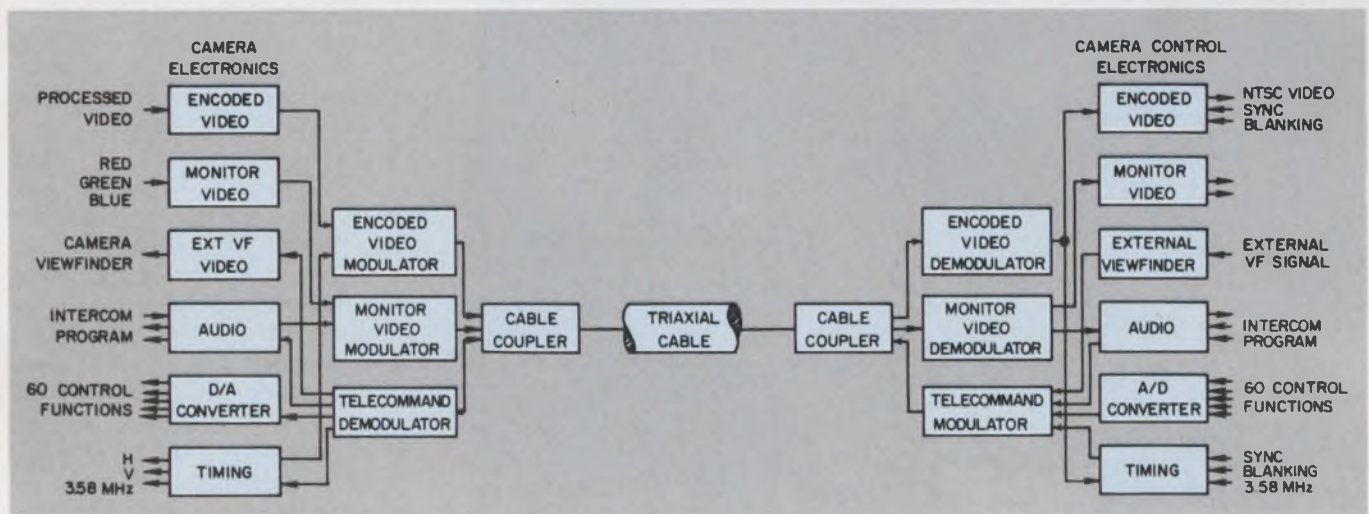 CAMERA
ELECTRONICS
PROCESSED
VIDEO
ENCODED
VIDEO
RED
GREEN
BLUE
MONITOR
VIDEO
CAMERA
VIEWFINDER
EXT VF
VIDEO
INTERCOM
PROGRAM
AUDIO
60 CONTROL
FUNCTIONS
D/A
CONVERTER
H
V
3.58 MHz
TIMING
ENCODED
VIDEO
MODULATOR
MONITOR
VIDEO
MODULATOR
TELECOMMAND
DEMODULATOR
CABLE
COUPLER
TRIAXIAL
CABLE
CABLE
COUPLER
ENCODED
VIDEO
DEMODULATOR
MONITOR
VIDEO
DEMODULATOR
TELECOMMAND
MODULATOR
CAMERA CONTROL
ELECTRONICS
ENCODED
VIDEO
NTSC VIDEO
SYNC
BLANKING
MONITOR
VIDEO
EXTERNAL
VIEWFINDER
EXTERNAL
VF SIGNAL
AUDIO
INTERCOM
PROGRAM
A/D
CONVERTER
60 CONTROL
FUNCTIONS
TIMING
SYNC
BLANKING
3.58 MHz